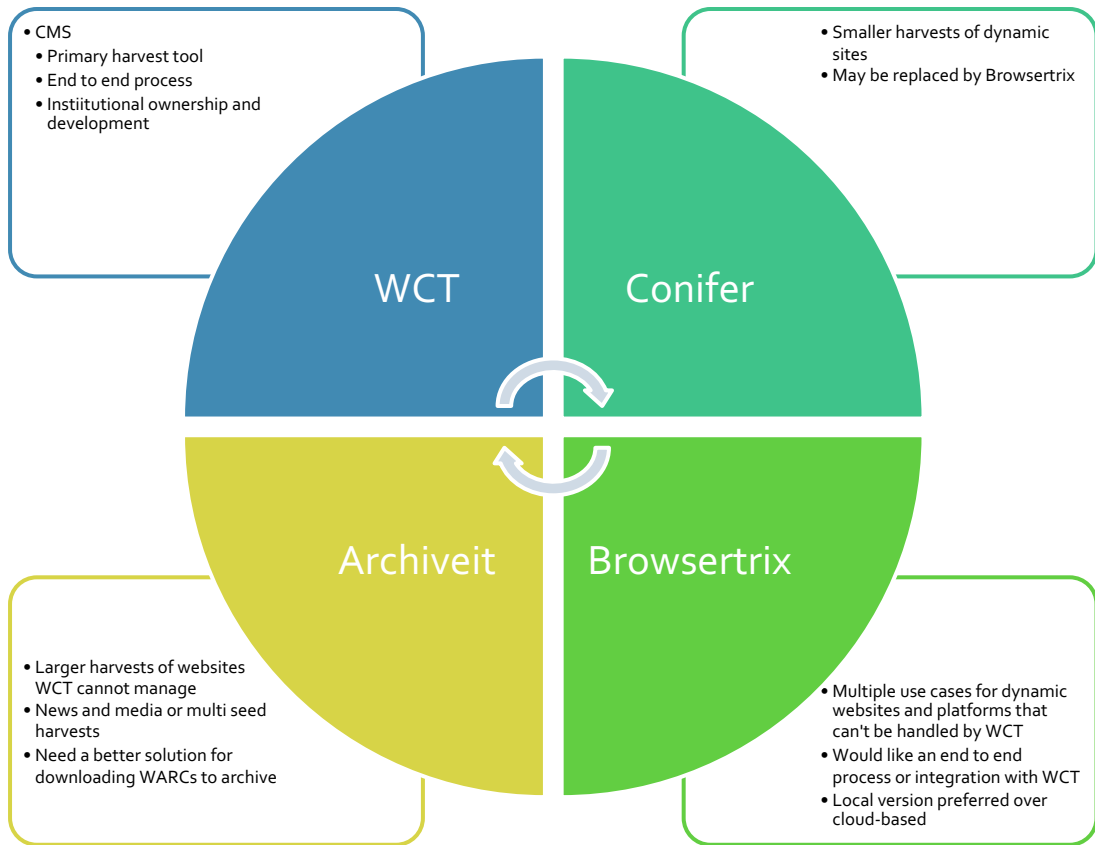 • CMS
• Primary harvest tool
• End to end process
• Instiitutional ownership and
development
• Smaller harvests of dynamic
sites
• May be replaced by Browsertrix
WCT
Conifer
Archiveit
Browsertrix
• Larger harvests of websites
WCT cannot manage
• News and media or multi seed
harvests
• Need a better solution for
downloading WARCs to archive
• Multiple use cases for dynamic
websites and platforms that
can't be handled by WCT
• Would like an end to end
process or integration with WCT
• Local version preferred over
cloud-based